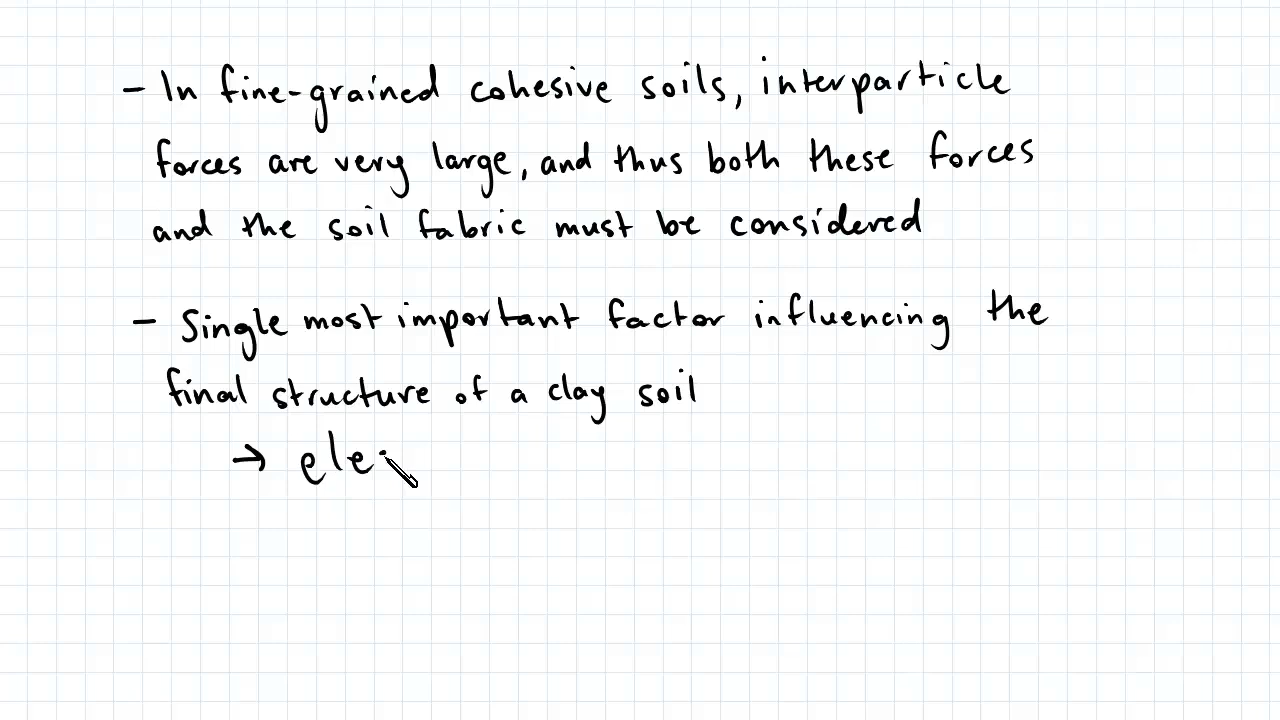 - In fine-grained cohesive soils, interparticle
forces are very large, and thus both these forces
and the soil fabric must be considered
- Single most important factor influencing the
final structure of a clay soil
→ ele